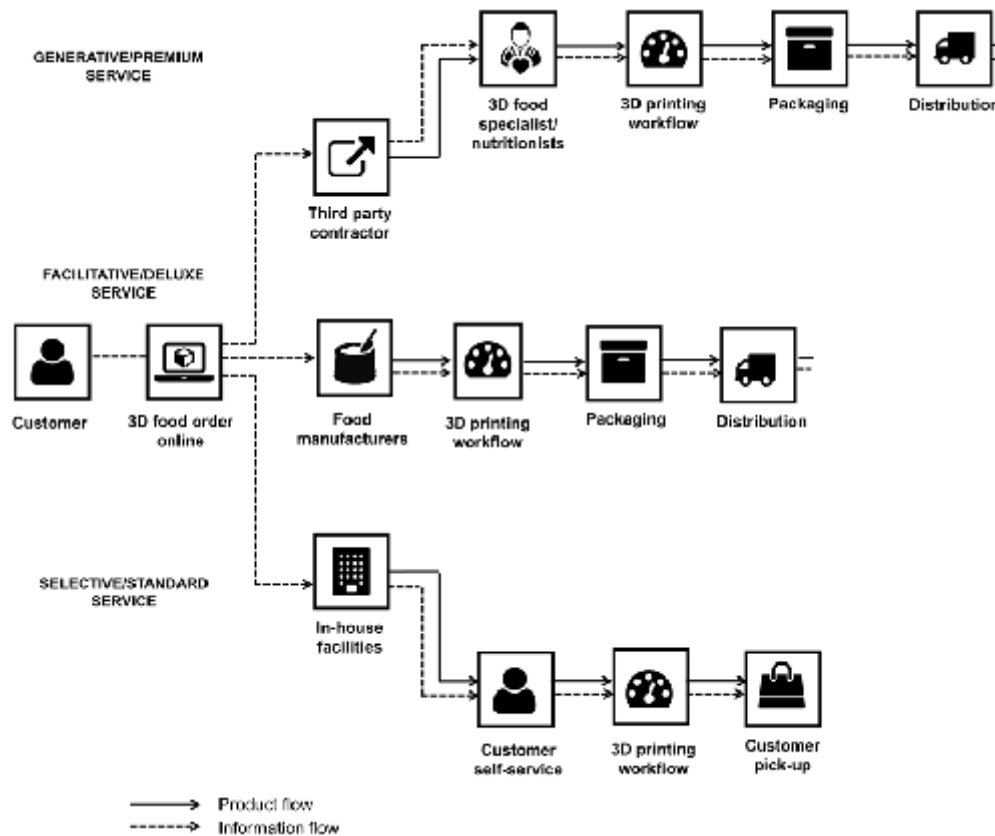 GENERATIVE/PREMIUM
SERVICE
3D food
specialist/
nutritionists
3D printing
workflow
Packaging
Distribution
Third party
contractor
FACILITATIVE/DELUXE
SERVICE
Customer
3D food order
online
Food
manufacturers
3D printing
workflow
Packaging
Distribution
SELECTIVE/STANDARD
SERVICE
In-house
facilities
Customer
self-service
3D printing
workflow
Customer
pick-up
Product flow
Information flow